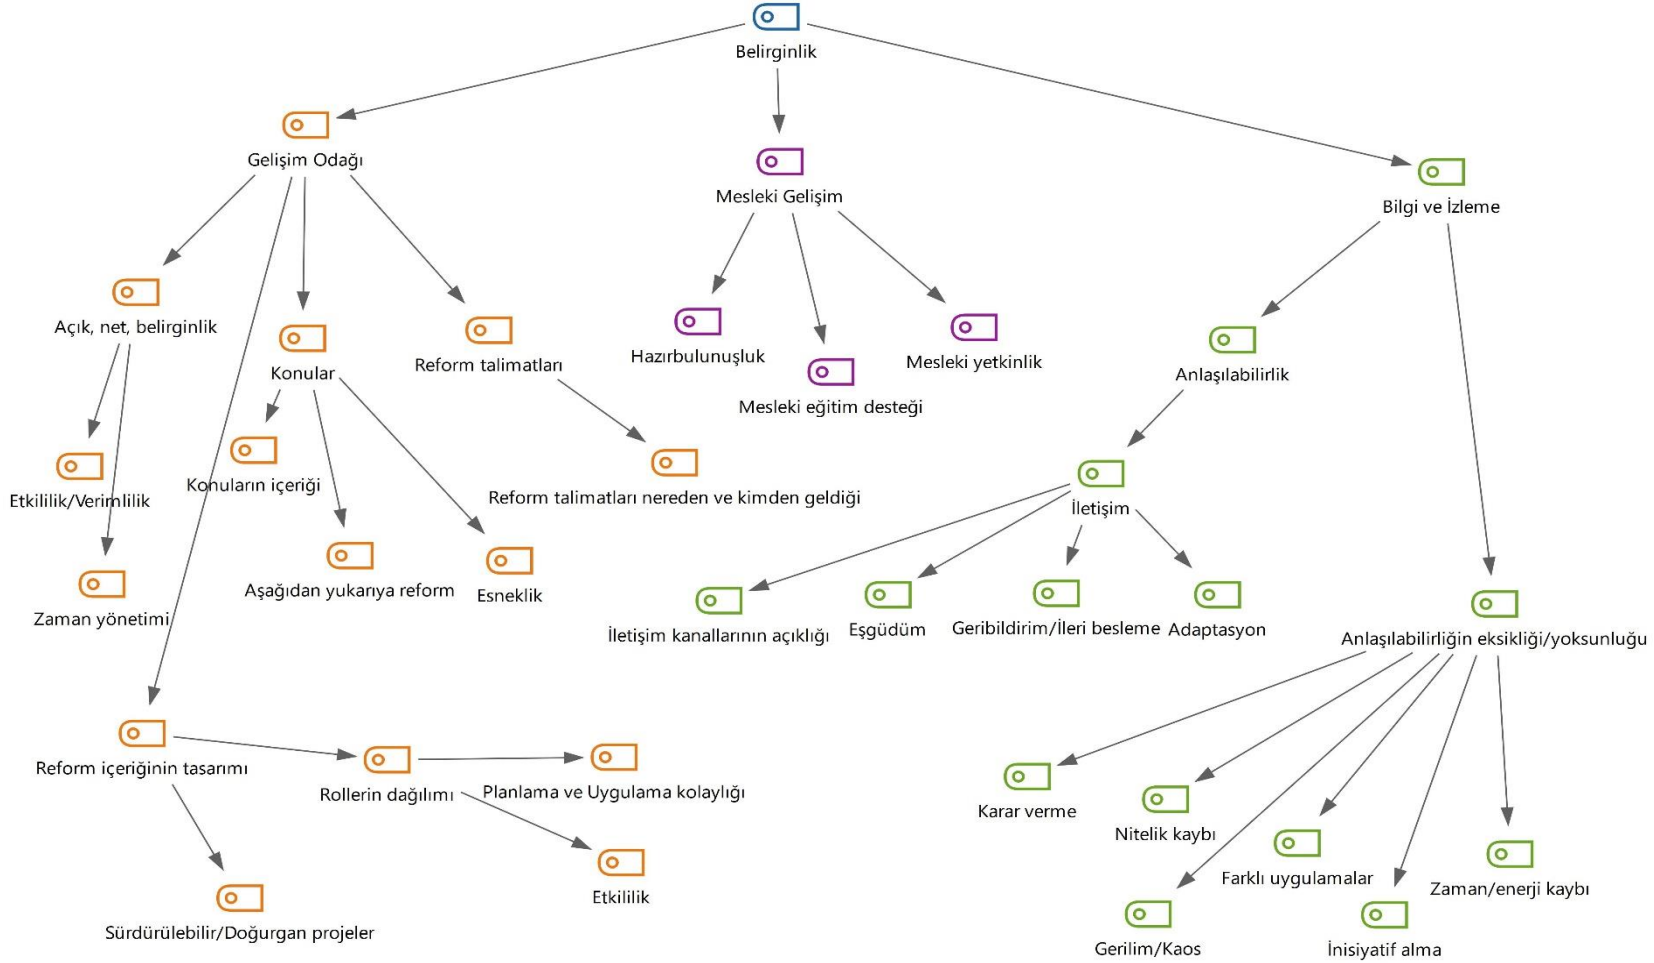 Belirginlik
Gelişim Odağı
Mesleki Gelişim
Bilgi ve İzleme
Açık, net, belirginlik
Konular
Reform talimatları
Hazırbulunuşluk
Mesleki eğitim desteği
Mesleki yetkinlik
Anlaşılabilirlik
Etkililik/Verimlilik
Konuların içeriği
Reform talimatları nereden ve kimden geldiği
İletişim
Zaman yönetimi
Aşağıdan yukarıya reform
Esneklik
İletişim kanallarının açıklığı
Eşgüdüm
Geribildirim/İleri besleme
Adaptasyon
Anlaşılabilirliğin eksikliği/yoksunluğu
Reform içeriğinin tasarımı
Rollerin dağılımı
Planlama ve Uygulama kolaylığı
Karar verme
Nitelik kaybı
Farklı uygulamalar
Zaman/enerji kaybı
Etkililik
Sürdürülebilir/Doğurgan projeler
Gerilim/Kaos
İnisiyatif alma